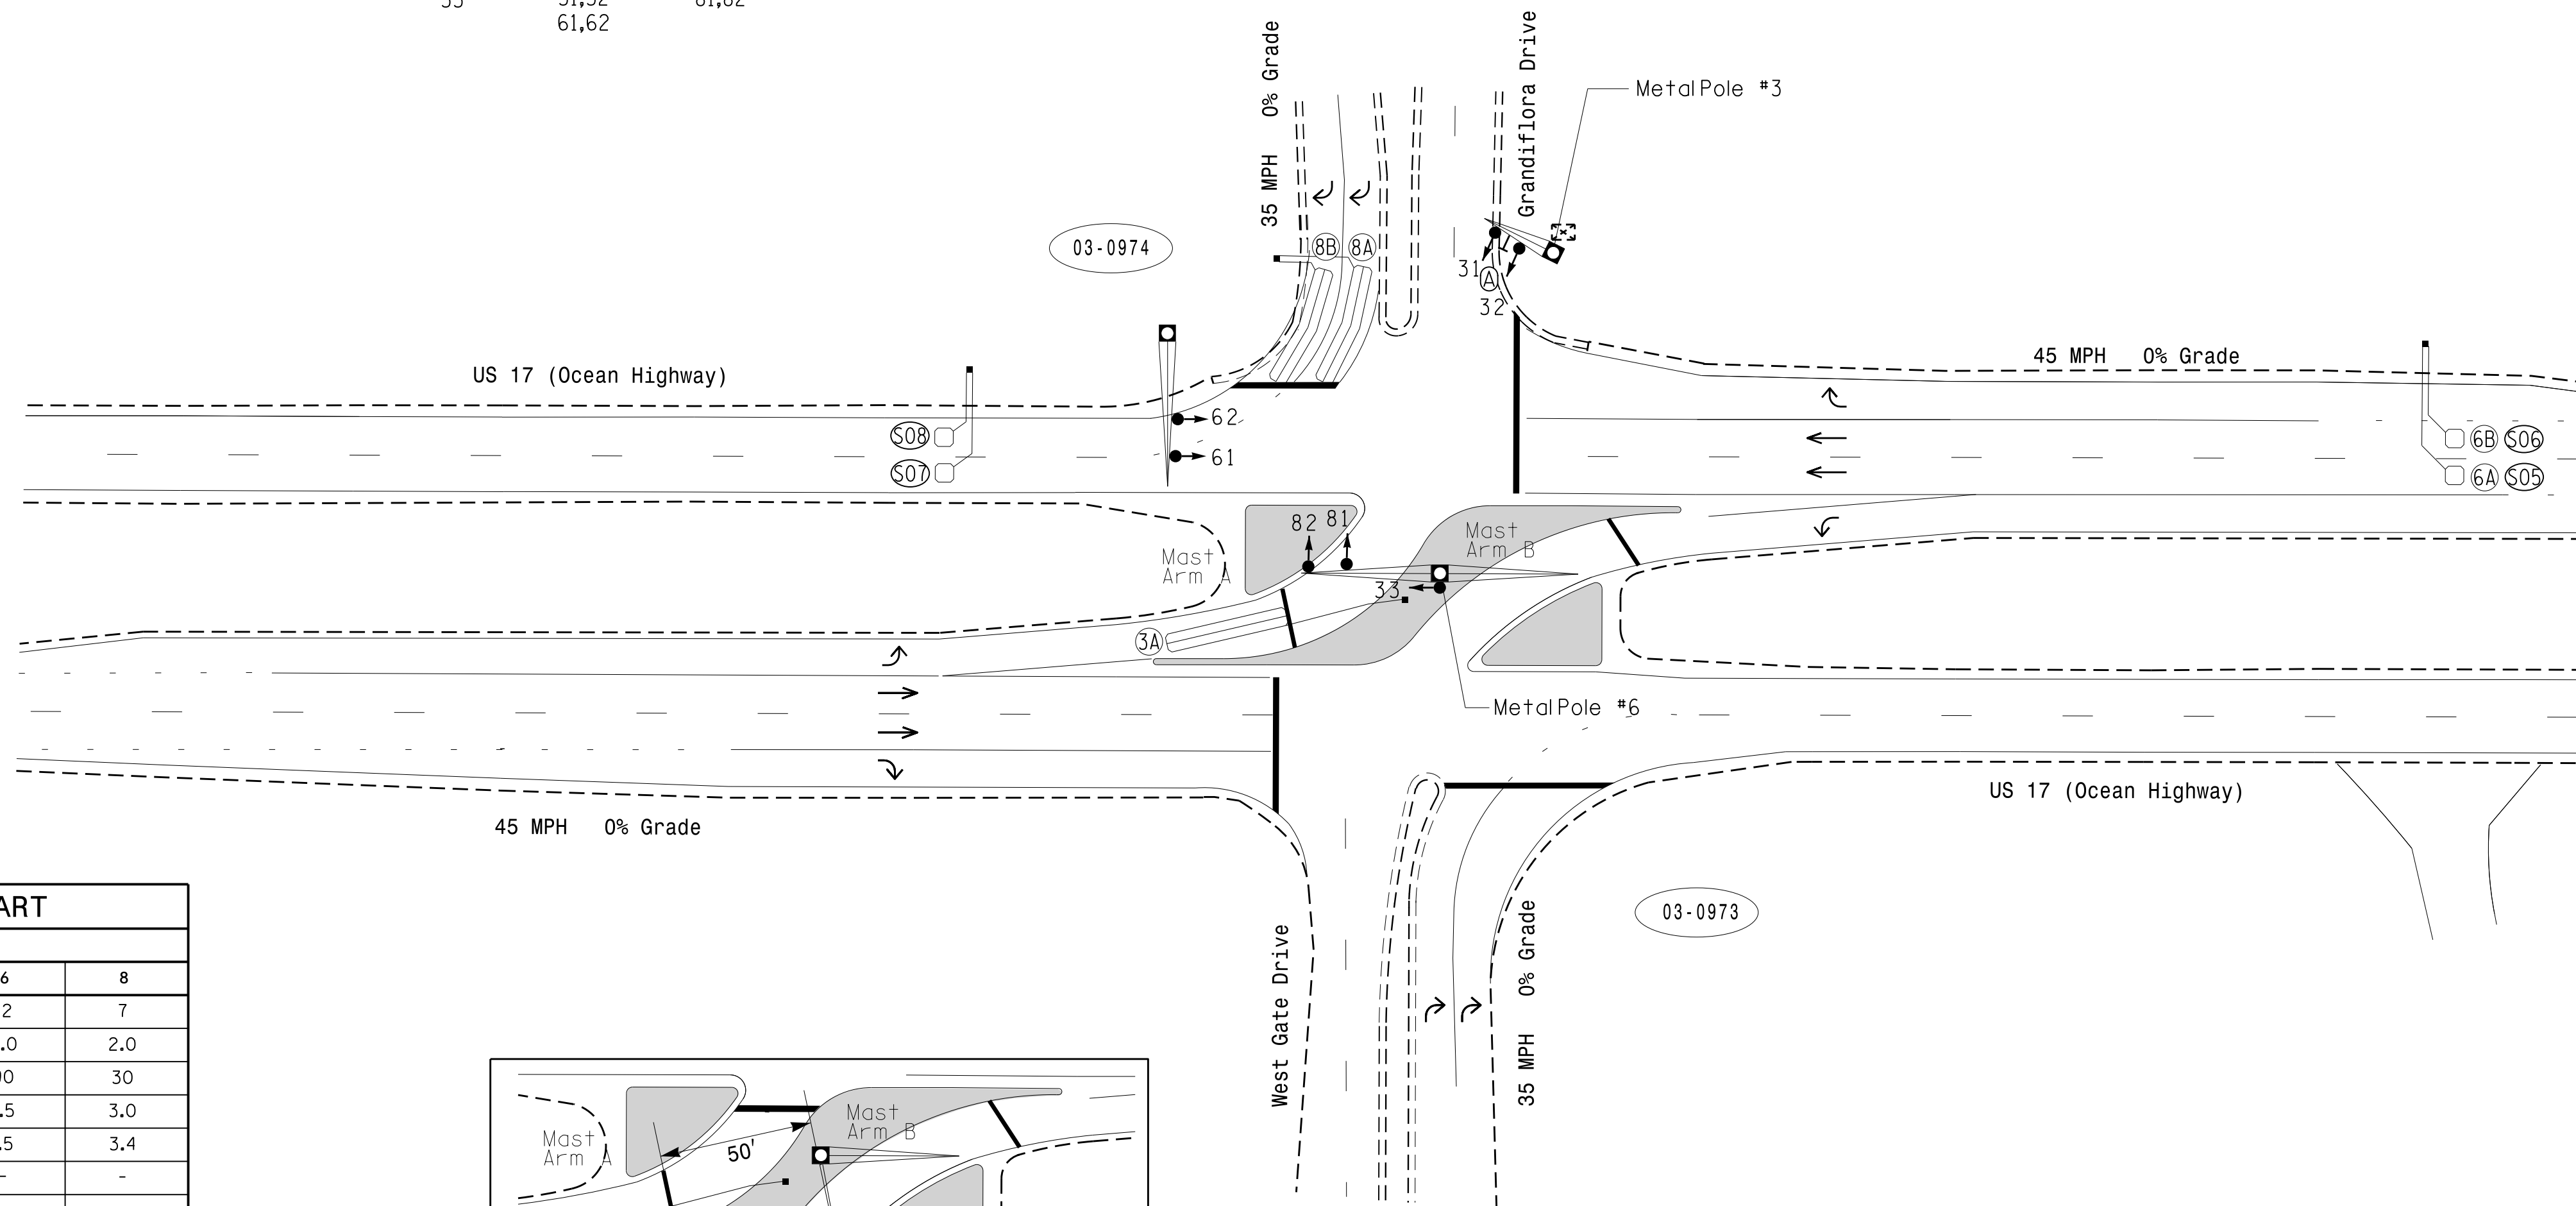 61,62
35 MPH 0% Grade
Grandiflora Drive
Metal Pole #3
03-0974
8B
8A
31
A
32
US 17 (Ocean Highway)
45 MPH 0% Grade
S08
62
S07
61
6B
S06
6A
S05
82
81
Mast
Arm B
Mast
Arm A
33
3A
Metal Pole #6
US 17 (Ocean Highway)
45 MPH 0% Grade
03-0973
West Gate Drive
35 MPH 0% Grade
ART
6
8
2
7
.0
2.0
30
.5
3.0
.5
3.4
-
-
Mast
Arm B
Mast
Arm A
50'